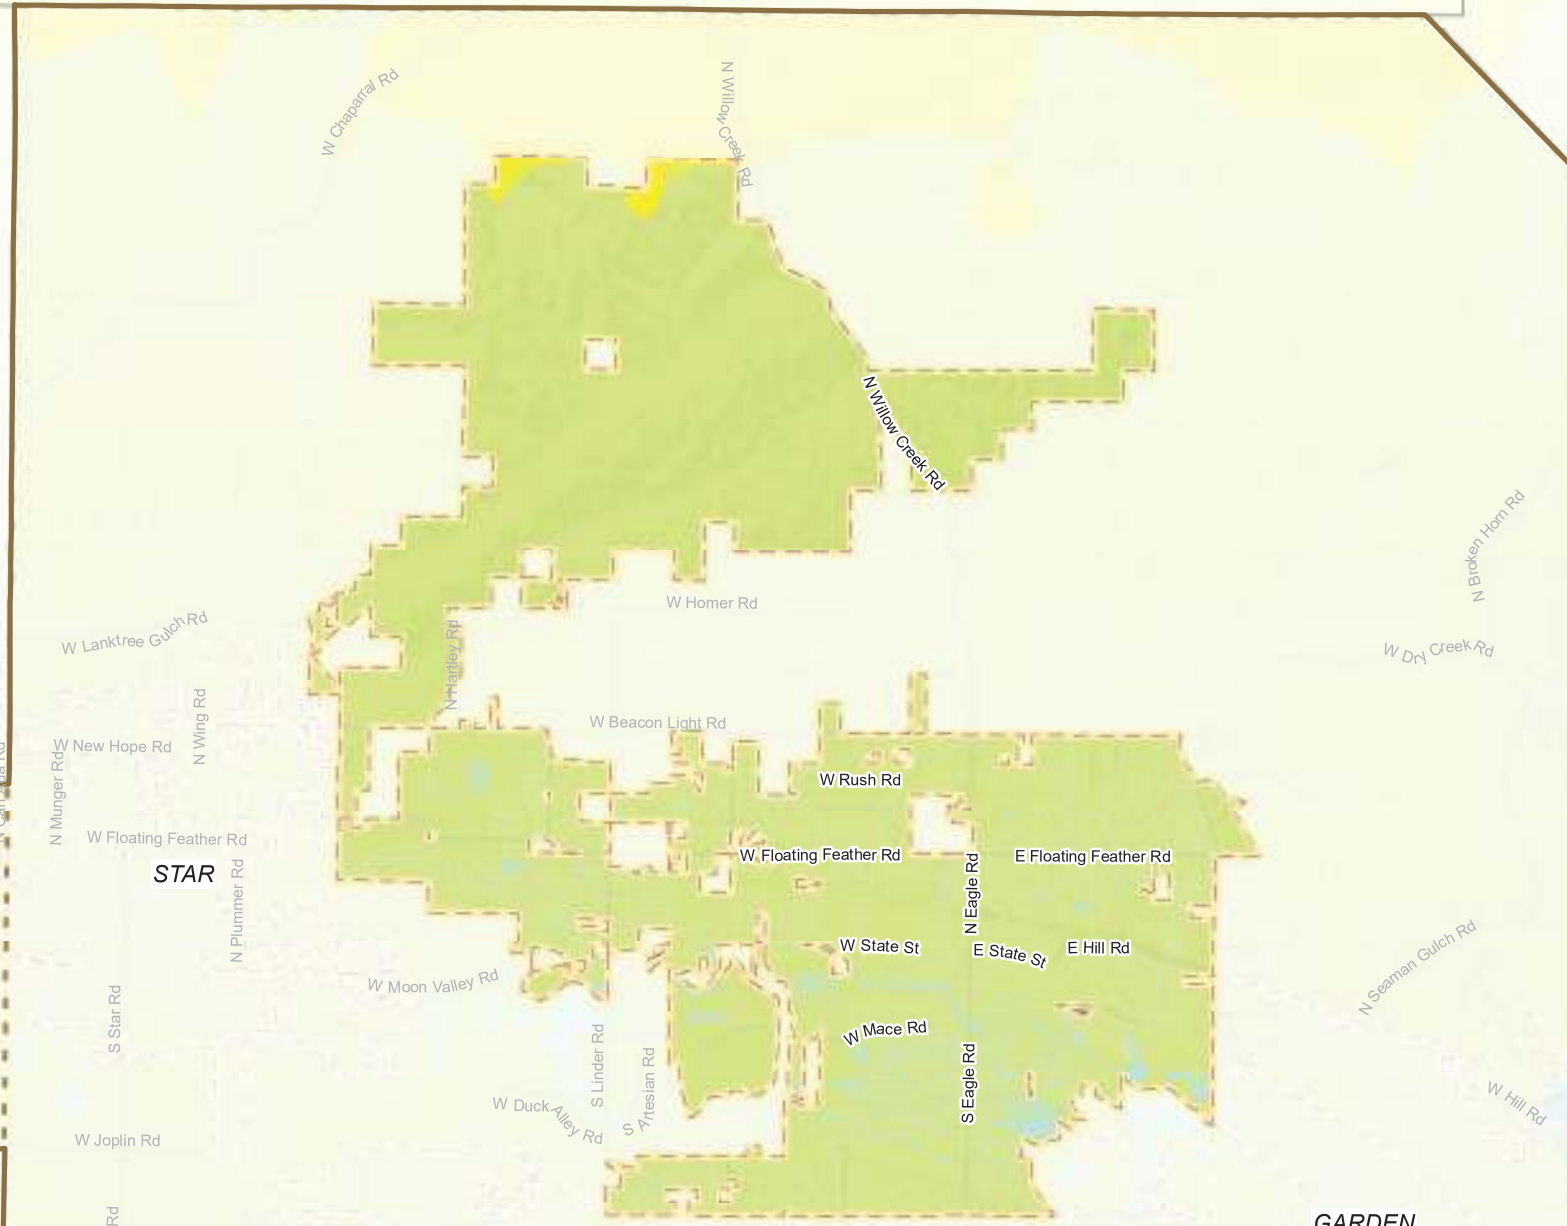 W Chaparral Rd
N Willow Creek Rd
N Willow Creek Rd
N Broken Horn Rd
W Homer Rd
W Lanktree Gulch Rd
W Dry Creek Rd
N Hartley Rd
N Wing Rd
W Beacon Light Rd
W New Hope Rd
N Munger Rd
W Rush Rd
W Floating Feather Rd
W Floating Feather Rd
E Floating Feather Rd
STAR
N Plummer Rd
N Eagle Rd
W State St
E State St
E Hill Rd
N Seaman Gulch Rd
W Moon Valley Rd
S Star Rd
W Mace Rd
S Linder Rd
S Artesian Rd
S Eagle Rd
W Duck Alley Rd
W Hill Rd
W Joplin Rd
Rd
GARDEN